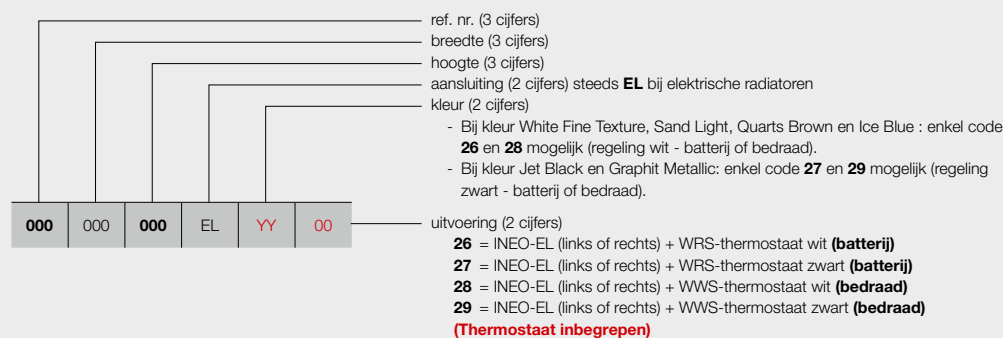 ref. nr. (3 cijfers)
breedte (3 cijfers)
hoogte (3 cijfers)
aansluiting (2 cijfers) steeds EL bij elektrische radiatoren
kleur (2 cijfers)
- Bij kleur White Fine Texture, Sand Light, Quarts Brown en Ice Blue : enkel code
26 en 28 mogelijk (regeling wit - batterij of bedraad).
- Bij kleur Jet Black en Graphit Metallic: enkel code 27 en 29 mogelijk (regeling
zwart - batterij of bedraad).
000 000 000 EL YY 00
uitvoering (2 cijfers)
26 = INEO-EL (links of rechts) + WRS-thermostaat wit (batterij)
27 = INEO-EL (links of rechts) + WRS-thermostaat zwart (batterij)
28 = INEO-EL (links of rechts) + WWS-thermostaat wit (bedraad)
29 = INEO-EL (links of rechts) + WWS-thermostaat zwart (bedraad)
(Thermostaat inbegrepen)